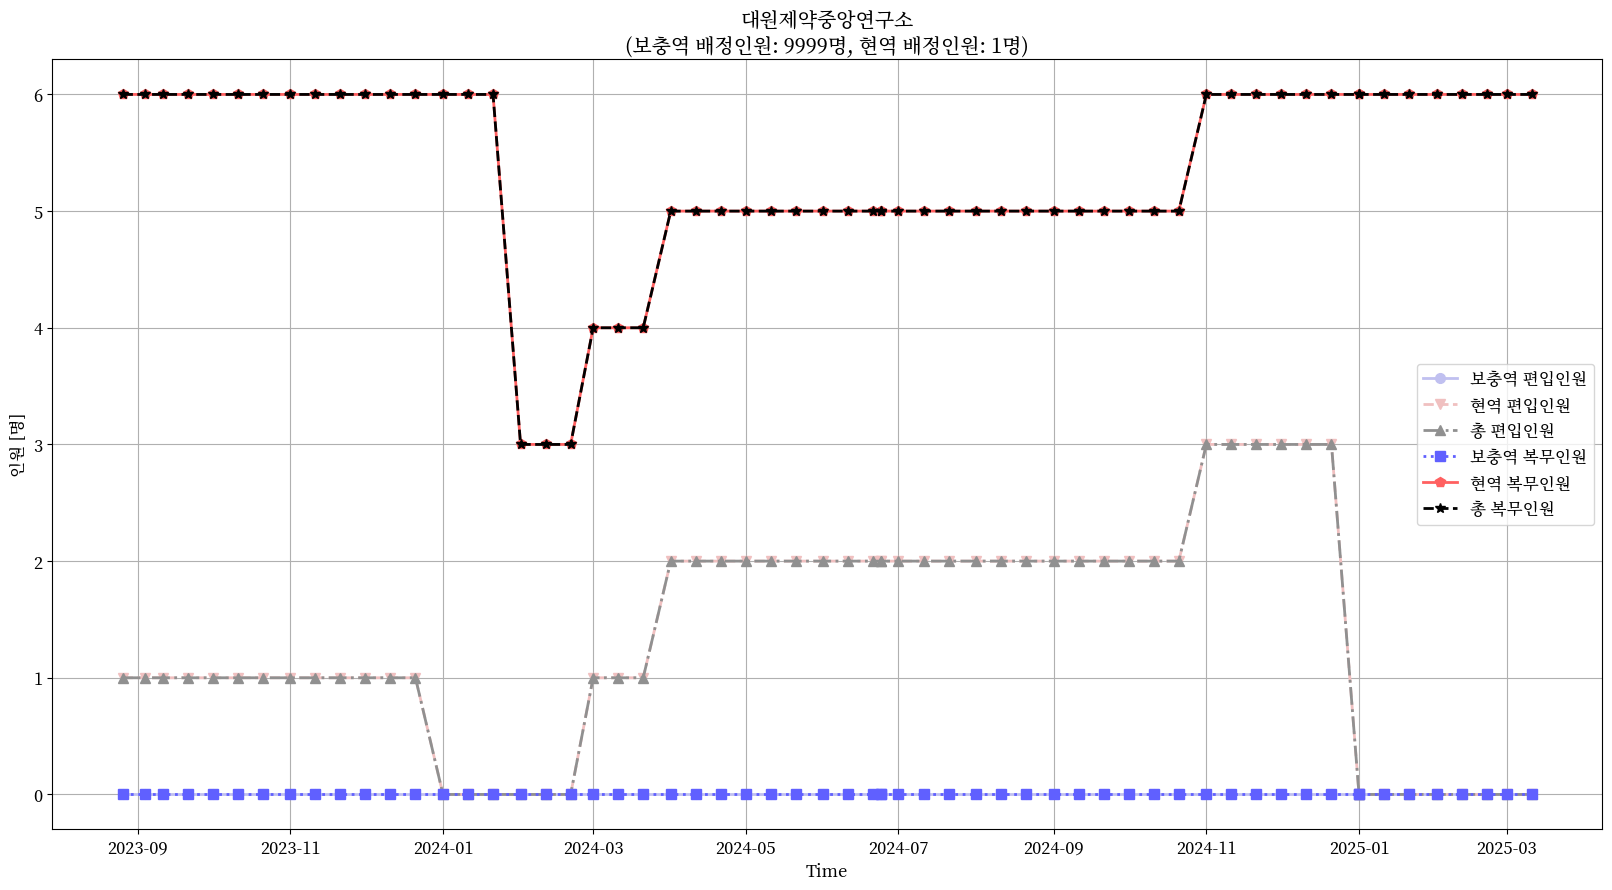 대원제약중앙연구소
(보충역 배정인원: 9999명, 현역 배정인원: 1명)
인원 [명]
6
5
4
3
2
1
0
보충역 편입인원
현역 편입인원
총 편입인원
보충역 복무인원
현역 복무인원
총 복무인원
2023-09
2023-11
2024-01
2024-03
2024-05
2024-07
2024-09
2024-11
2025-01
2025-03
Time